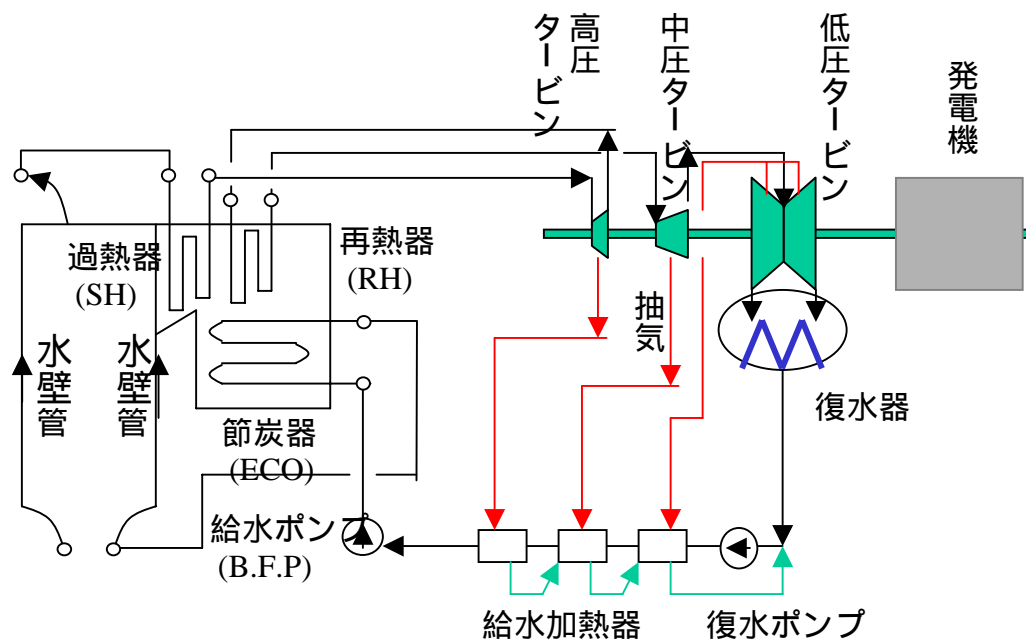 高圧
タービン
中圧タービン
低圧タービン
発電機
過熱器
(SH)
再熱器
(RH)
抽気
水壁管
水壁管
復水器
節炭器
(ECO)
給水ポンプ
(B.F.P)
給水加熱器
復水ポンプ